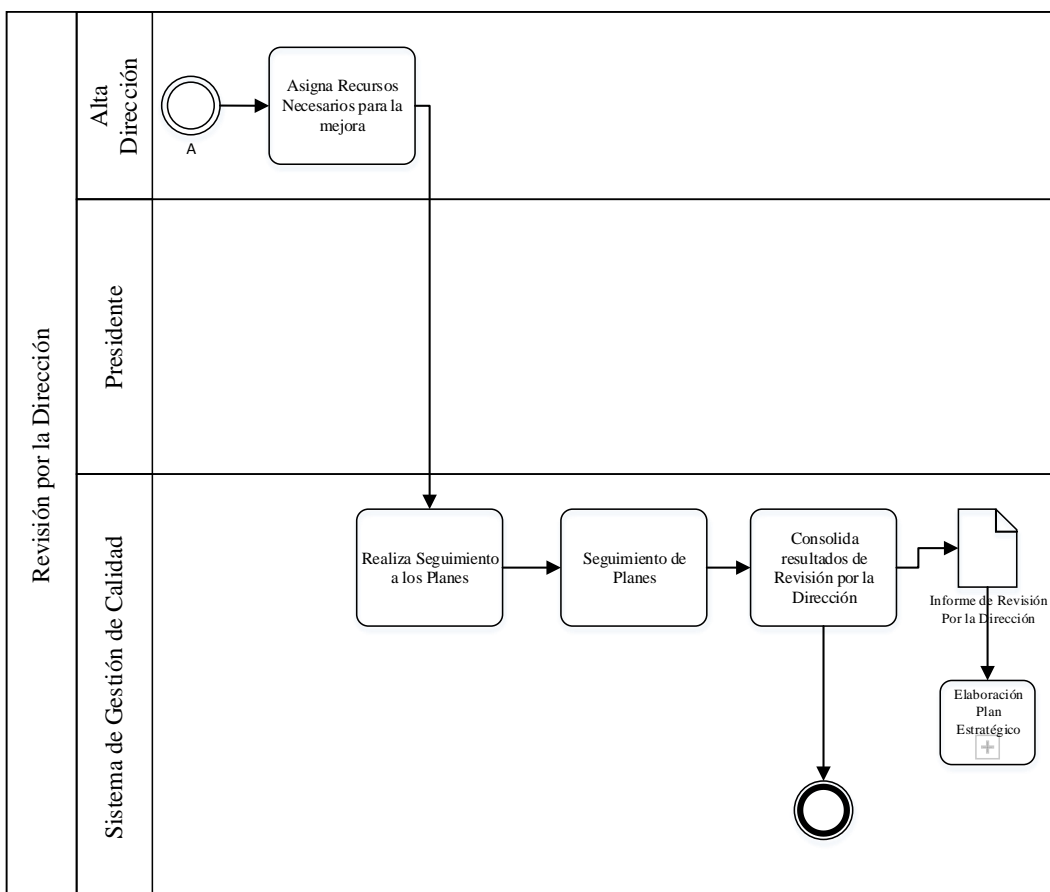 Revisión por la Dirección
Alta
Dirección
A
Asigna Recursos
Necesarios para la
mejora
Presidente
Sistema de Gestión de Calidad
Realiza Seguimiento
a los Planes
Seguimiento de
Planes
Consolida
resultados de
Revisión por la
Dirección
Informe de Revisión
Por la Dirección
Elaboración
Plan
Estratégico